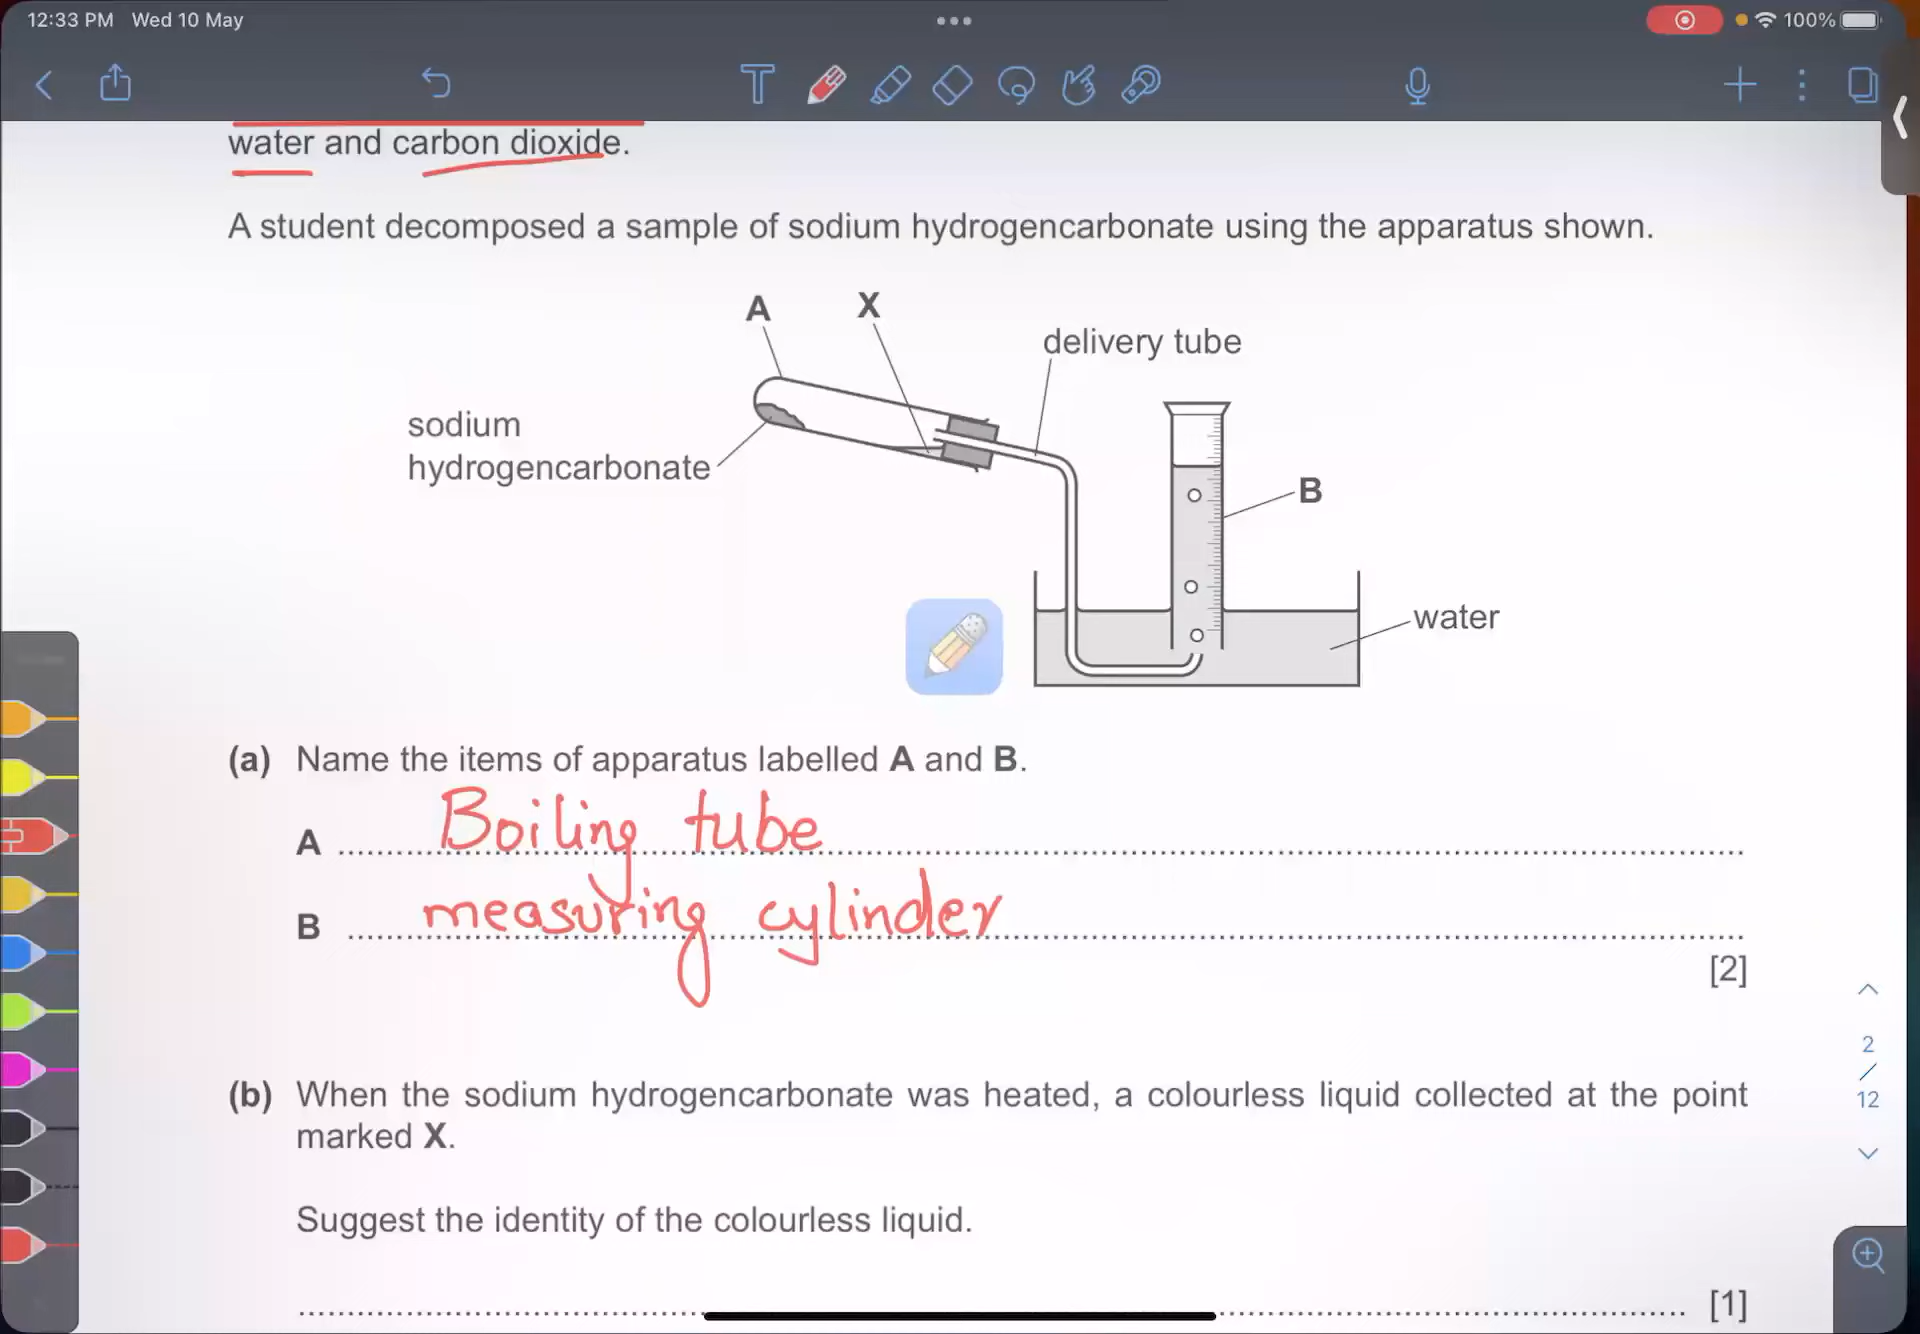 12:33 PM Wed 10 May
100%
water and carbon dioxide.
A student decomposed a sample of sodium hydrogencarbonate using the apparatus shown.
A
X
delivery tube
sodium
hydrogencarbonate
B
water
(a) Name the items of apparatus labelled A and B.
A Boiling tube
B measuring cylinder
[2]
2
/
12
(b) When the sodium hydrogencarbonate was heated, a colourless liquid collected at the point
marked X.
Suggest the identity of the colourless liquid.
[1]